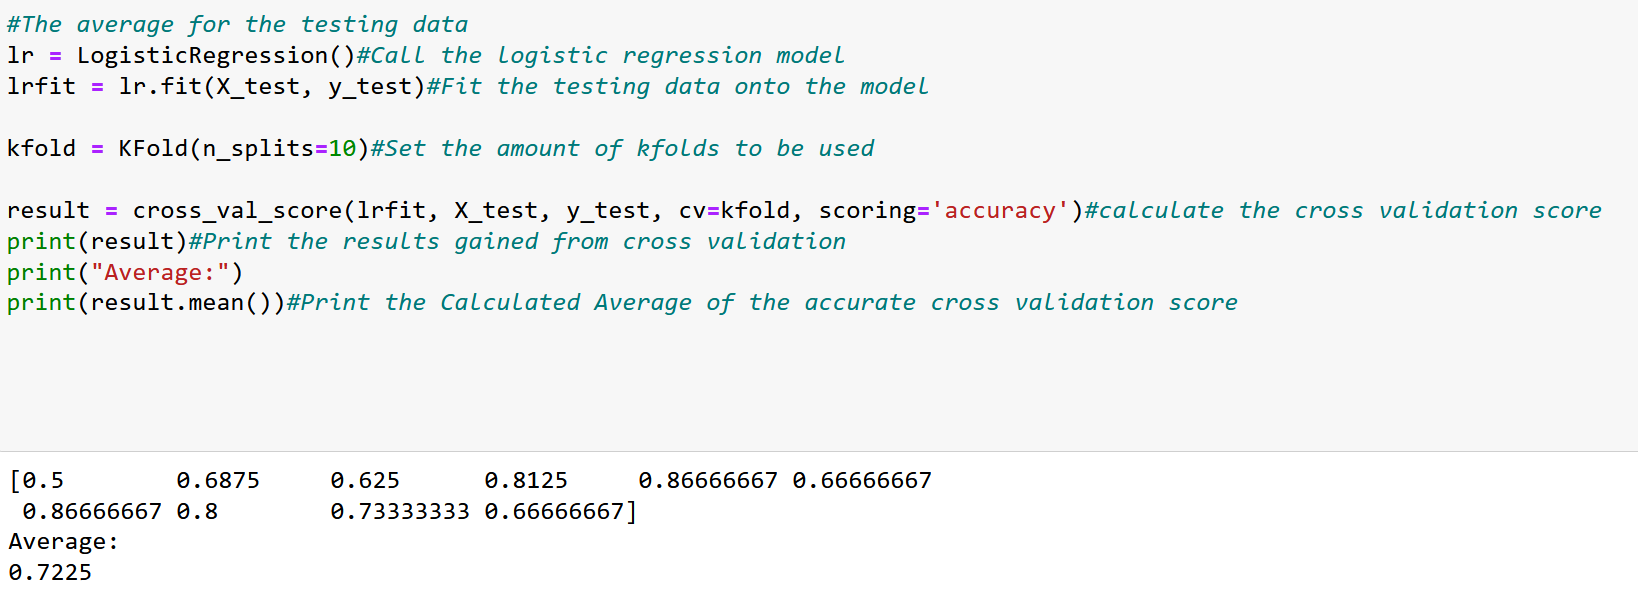 #The average for the testing data
lr = LogisticRegression()#Call the logistic regression model
lrfit = lr.fit(X_test, y_test)#Fit the testing data onto the model
kfold = KFold(n_splits=10)#Set the amount of kfolds to be used
result = cross_val_score(lrfit, X_test, y_test, cv=kfold, scoring='accuracy')#calculate the cross validation score
print(result)#Print the results gained from cross validation
print("Average:")
print(result.mean())#Print the Calculated Average of the accurate cross validation score
[0.5        0.6875     0.625      0.8125     0.86666667 0.66666667
 0.86666667 0.8        0.73333333 0.66666667]
Average:
0.7225